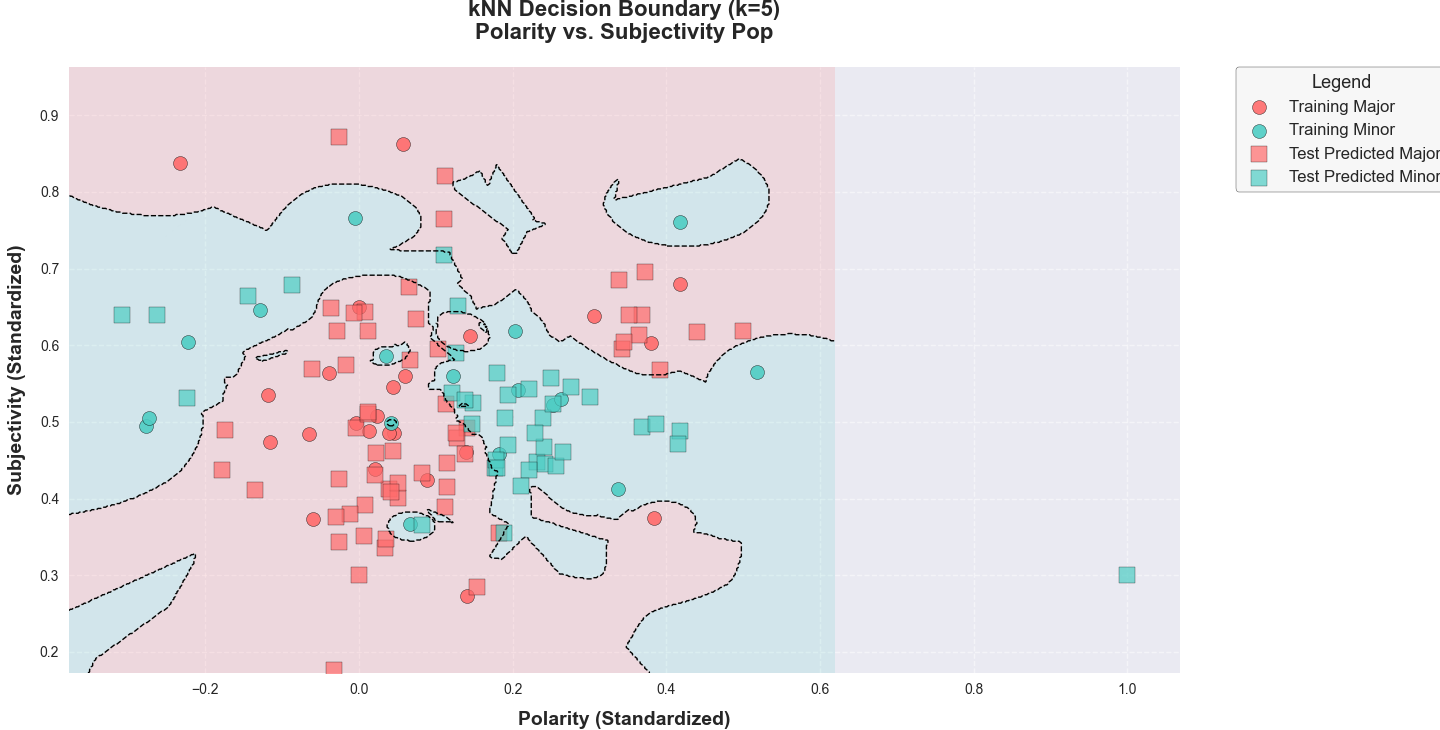 kNN Decision Boundary (k=5)
Polarity vs. Subjectivity Pop
Legend
Training Major
Training Minor
Test Predicted Major
Test Predicted Minor
0.9
0.8
0.7
0.6
0.5
0.4
0.3
0.2
Subjectivity (Standardized)
−0.2 0.0 0.2 0.4 0.6 0.8 1.0
Polarity (Standardized)